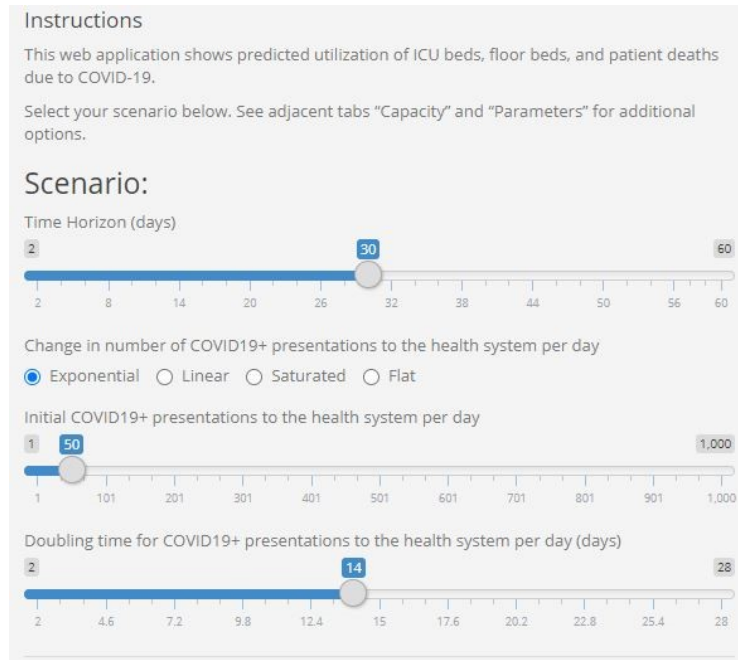 Instructions
This web application shows predicted utilization of ICU beds, floor beds, and patient deaths
due to COVID-19.
Select your scenario below. See adjacent tabs “Capacity” and “Parameters” for additional
options.
Scenario:
Time Horizon (days)
2 30 60
2 8 14 20 26 32 38 44 50 56 60
Change in number of COVID19+ presentations to the health system per day
Exponential Linear Saturated Flat
Initial COVID19+ presentations to the health system per day
1 50 1,000
1 101 201 301 401 501 601 701 801 901 1,000
Doubling time for COVID19+ presentations to the health system per day (days)
2 14 28
2 4.6 7.2 9.8 12.4 15 17.6 20.2 22.8 25.4 28